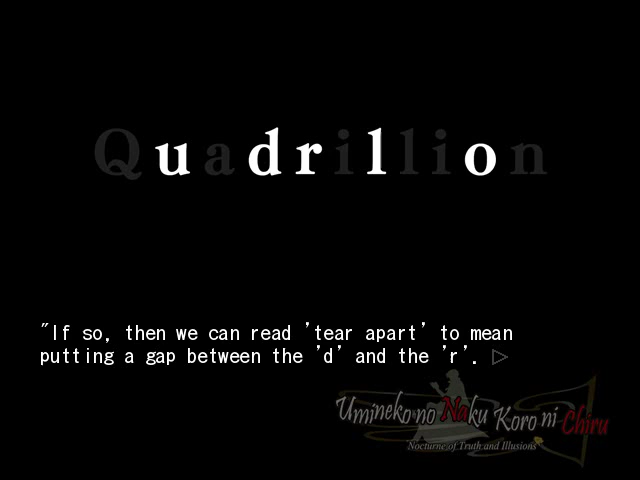 Quadrillion
"If so, then we can read 'tear apart' to mean
putting a gap between the 'd' and the 'r'.
Umineko no Naku Koro ni Chiru
Nocturne of Truth and Illusions